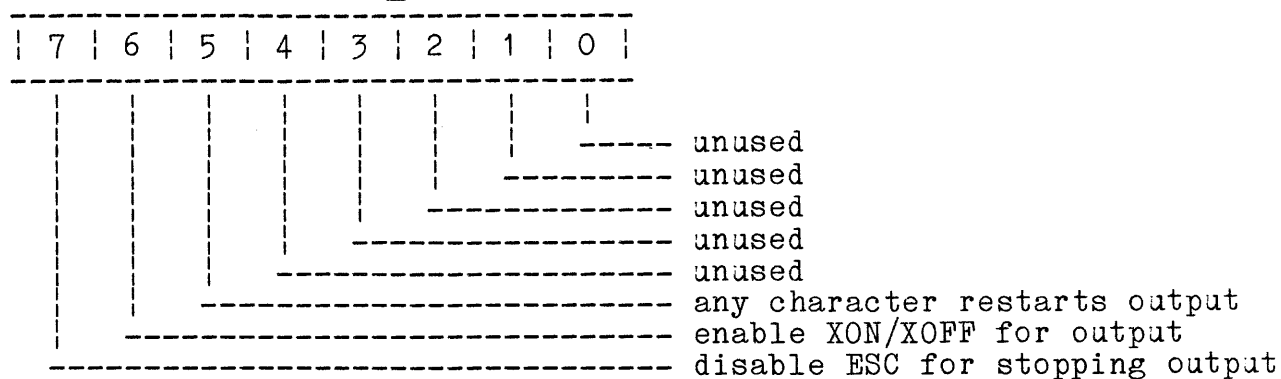 | 7 | 6 | 5 | 4 | 3 | 2 | 1 | 0 |
unused
unused
unused
unused
unused
any character restarts output
enable XON/XOFF for output
disable ESC for stopping output